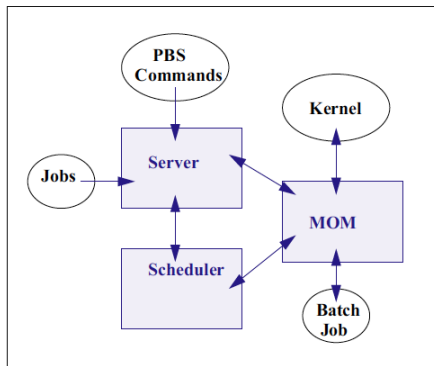 PBS
Commands
Kernel
Server
Jobs
MOM
Scheduler
Batch
Job